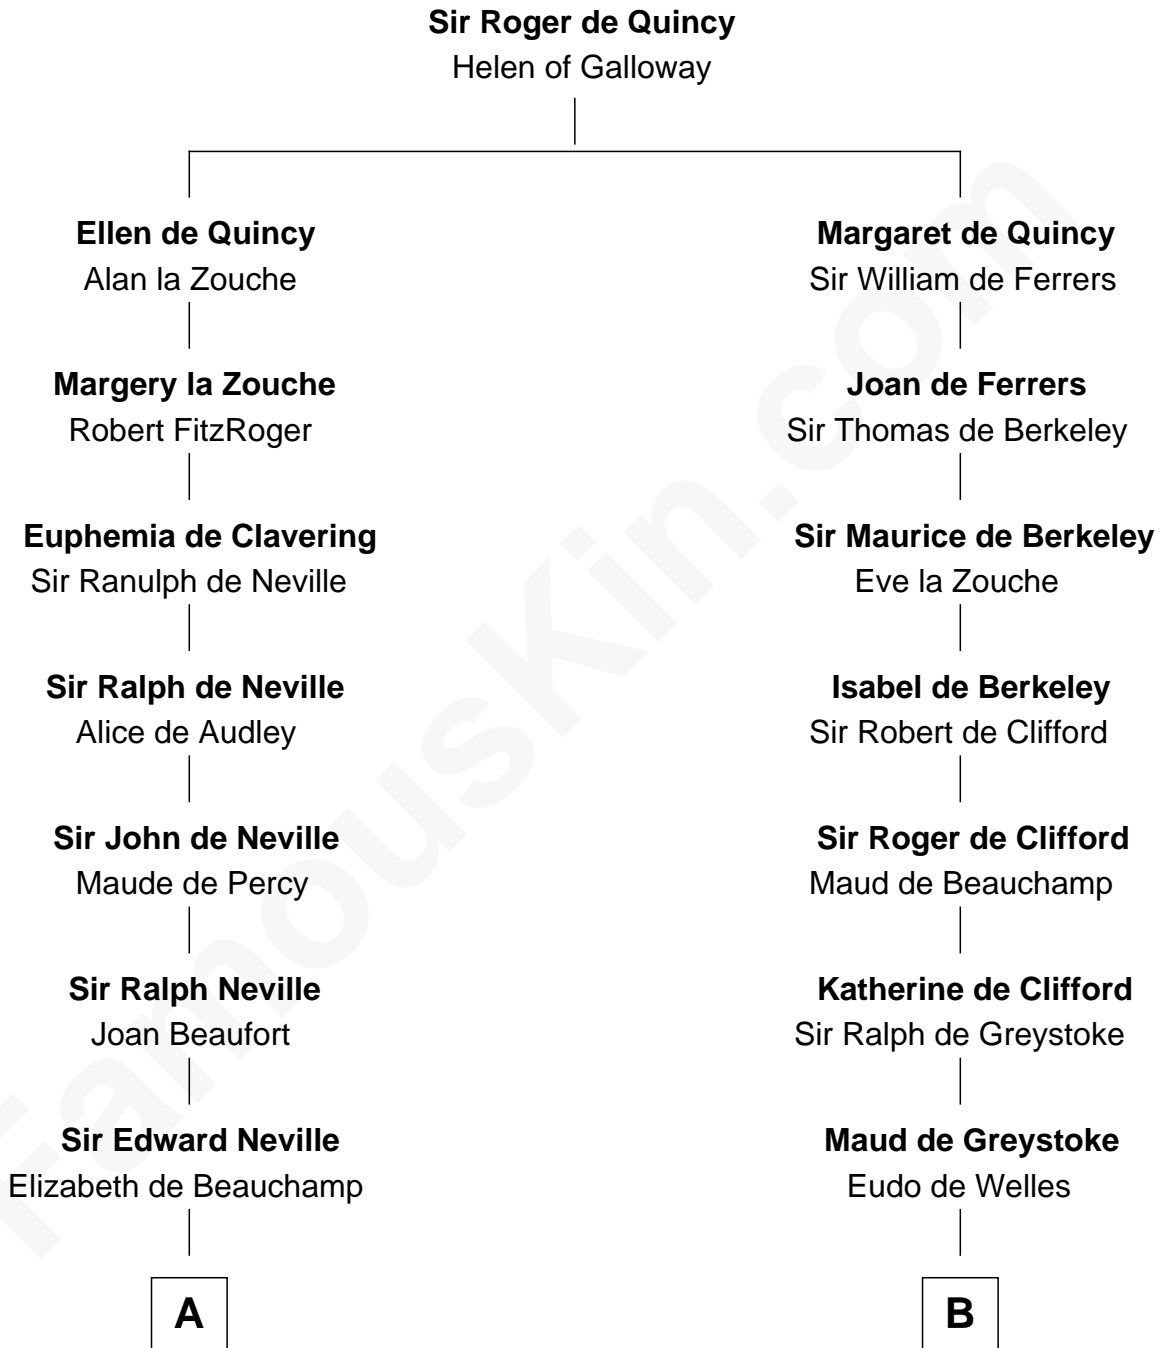 Sir Roger de Quincy
Helen of Galloway
Ellen de Quincy
Alan la Zouche
Margaret de Quincy
Sir William de Ferrers
Margery la Zouche
Robert FitzRoger
Joan de Ferrers
Sir Thomas de Berkeley
Euphemia de Clavering
Sir Ranulph de Neville
Sir Maurice de Berkeley
Eve la Zouche
Sir Ralph de Neville
Alice de Audley
Isabel de Berkeley
Sir Robert de Clifford
Sir John de Neville
Maude de Percy
Sir Roger de Clifford
Maud de Beauchamp
Sir Ralph Neville
Joan Beaufort
Katherine de Clifford
Sir Ralph de Greystoke
Sir Edward Neville
Elizabeth de Beauchamp
Maud de Greystoke
Eudo de Welles
A
B
FamousKin.com